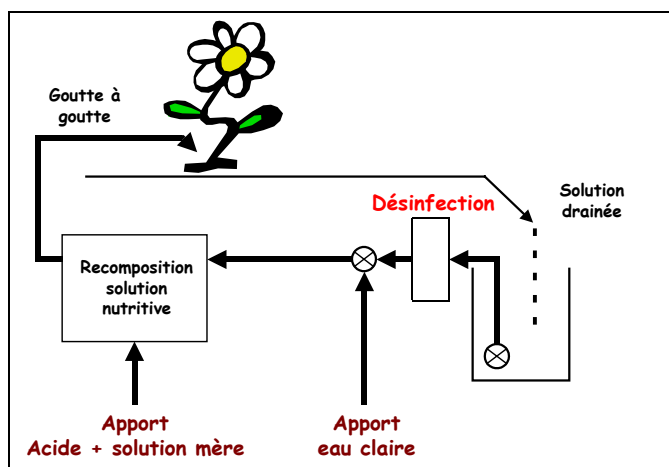 Goutte à
goutte
Solution
drainée
Désinfection
Recomposition
solution
nutritive
Apport
Acide + solution mère
Apport
eau claire